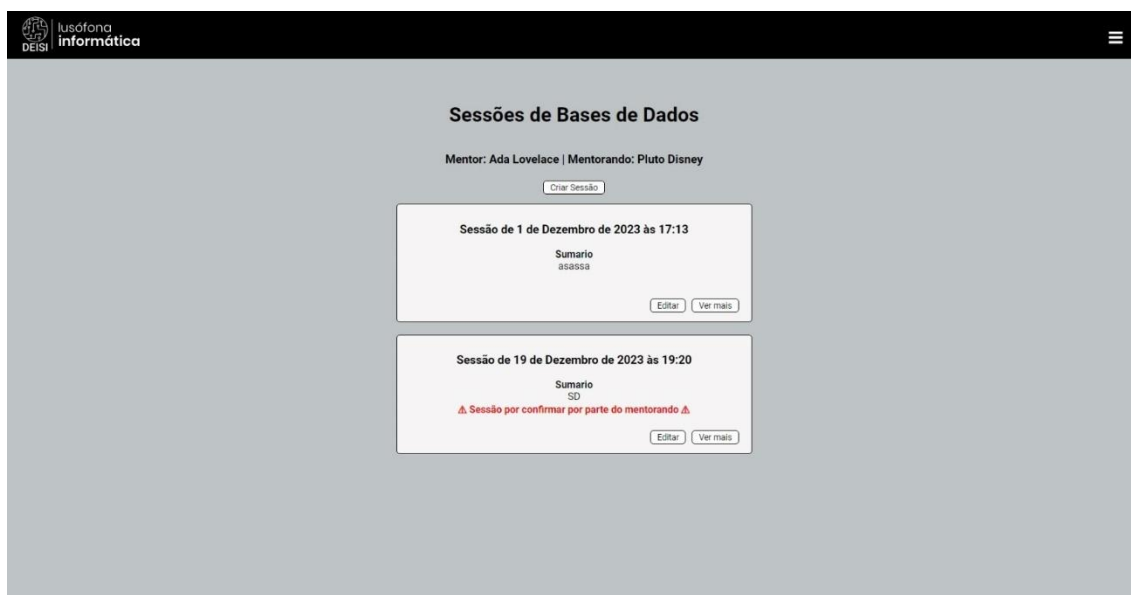 lusófona
DEISI informática
Sessões de Bases de Dados
Mentor: Ada Lovelace | Mentorando: Pluto Disney
Criar Sessão
Sessão de 1 de Dezembro de 2023 às 17:13
Sumario
asassa
Editar Ver mais
Sessão de 19 de Dezembro de 2023 às 19:20
Sumario
SD
⚠ Sessão por confirmar por parte do mentorando ⚠
Editar Ver mais